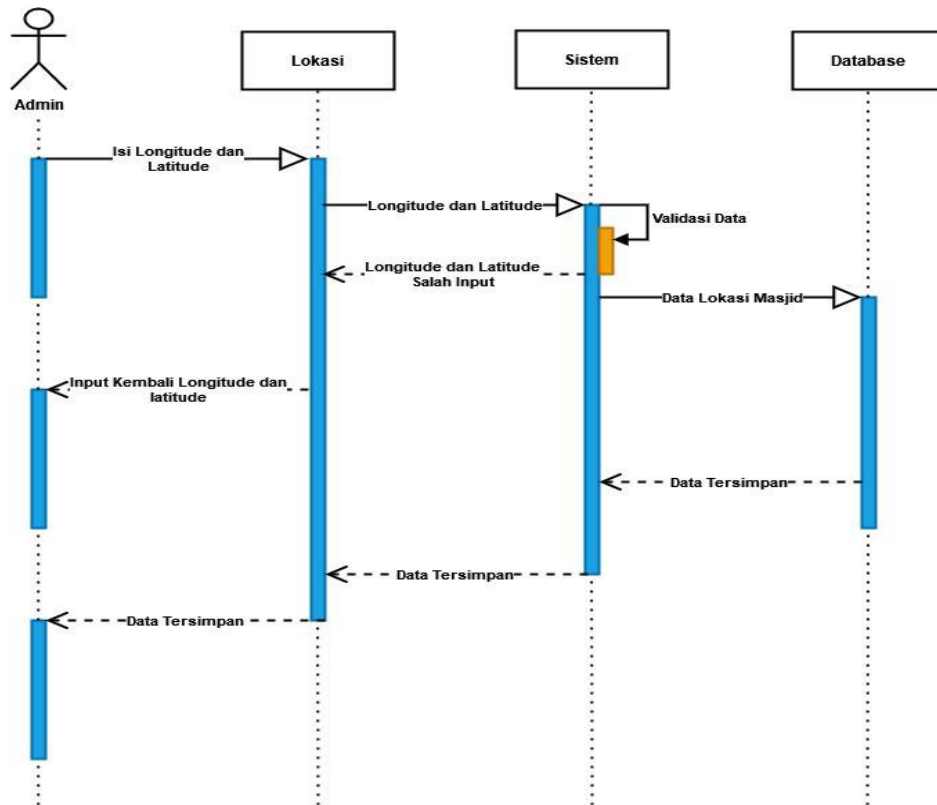 Admin
Lokasi
Sistem
Database
Isi Longitude dan
Latitude
Longitude dan Latitude
Validasi Data
Longitude dan Latitude
Salah Input
Data Lokasi Masjid
Input Kembali Longitude dan
latitude
Data Tersimpan
Data Tersimpan
Data Tersimpan